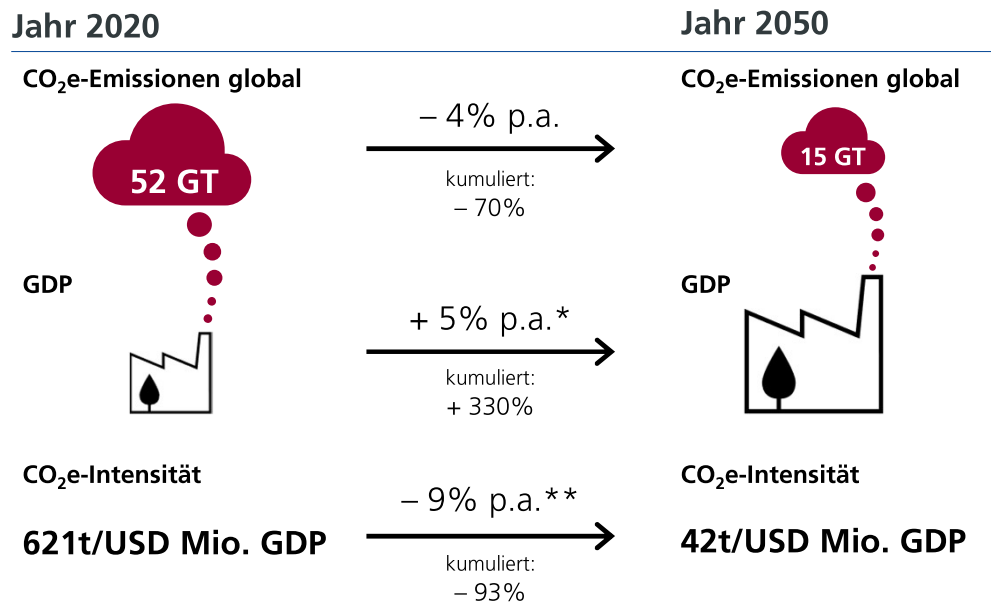 Jahr 2020
Jahr 2050
CO₂e-Emissionen global
52 GT
– 4% p.a.
kumuliert:
– 70%
CO₂e-Emissionen global
15 GT
GDP
+ 5% p.a.*
kumuliert:
+ 330%
GDP
CO₂e-Intensität
621t/USD Mio. GDP
– 9% p.a.**
kumuliert:
– 93%
CO₂e-Intensität
42t/USD Mio. GDP